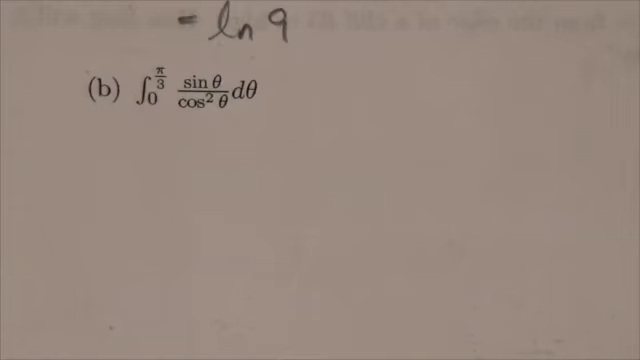 = ln 9
(b) ∫₀^{π/3} sin θ / cos² θ dθ